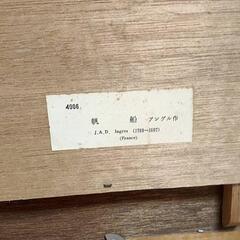 4006
帆 船 アングル作
J.A.D. Ingres (1780～1867)
(France)